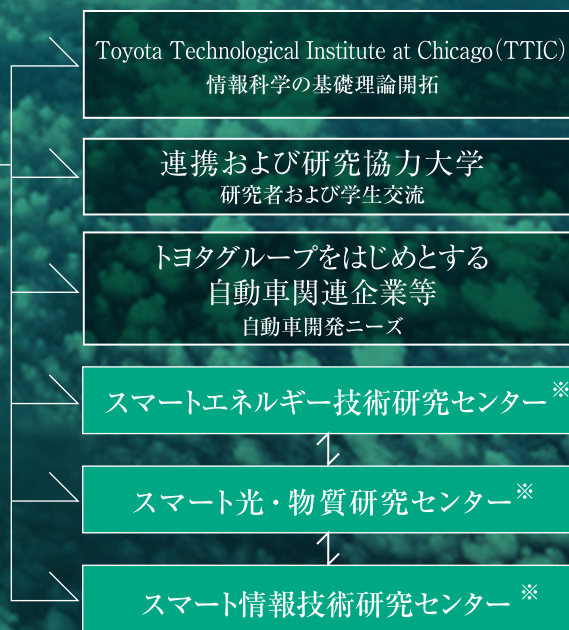 Toyota Technological Institute at Chicago(TTIC)
情報科学の基礎理論開拓
連携および研究協力大学
研究者および学生交流
トヨタグループをはじめとする
自動車関連企業等
自動車開発ニーズ
スマートエネルギー技術研究センター※
スマート光・物質研究センター※
スマート情報技術研究センター※